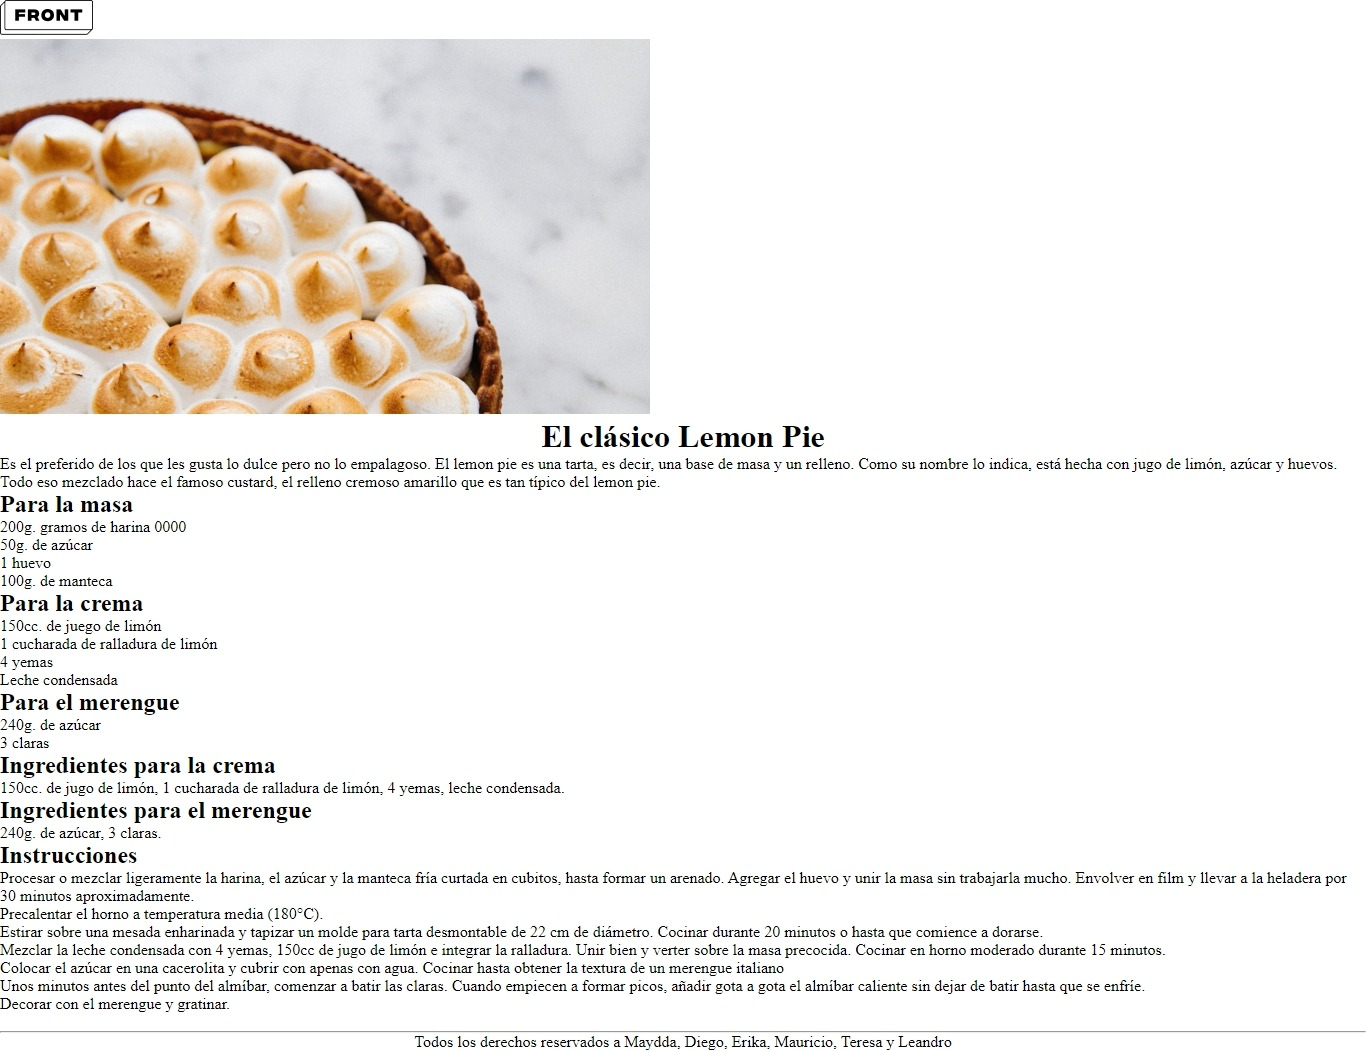 FRONT
El clásico Lemon Pie
Es el preferido de los que les gusta lo dulce pero no lo empalagoso. El lemon pie es una tarta, es decir, una base de masa y un relleno. Como su nombre lo indica, está hecha con jugo de limón, azúcar y huevos.
Todo eso mezclado hace el famoso custard, el relleno cremoso amarillo que es tan típico del lemon pie.
Para la masa
200g. gramos de harina 0000
50g. de azúcar
1 huevo
100g. de manteca
Para la crema
150cc. de juego de limón
1 cucharada de ralladura de limón
4 yemas
Leche condensada
Para el merengue
240g. de azúcar
3 claras
Ingredientes para la crema
150cc. de jugo de limón, 1 cucharada de ralladura de limón, 4 yemas, leche condensada.
Ingredientes para el merengue
240g. de azúcar, 3 claras.
Instrucciones
Procesar o mezclar ligeramente la harina, el azúcar y la manteca fría curtada en cubitos, hasta formar un arenado. Agregar el huevo y unir la masa sin trabajarla mucho. Envolver en film y llevar a la heladera por
30 minutos aproximadamente.
Precalentar el horno a temperatura media (180°C).
Estirar sobre una mesada enharinada y tapizar un molde para tarta desmontable de 22 cm de diámetro. Cocinar durante 20 minutos o hasta que comience a dorarse.
Mezclar la leche condensada con 4 yemas, 150cc de jugo de limón e integrar la ralladura. Unir bien y verter sobre la masa precocida. Cocinar en horno moderado durante 15 minutos.
Colocar el azúcar en una cacerolita y cubrir con apenas con agua. Cocinar hasta obtener la textura de un merengue italiano
Unos minutos antes del punto del almíbar, comenzar a batir las claras. Cuando empiecen a formar picos, añadir gota a gota el almíbar caliente sin dejar de batir hasta que se enfríe.
Decorar con el merengue y gratinar.
Todos los derechos reservados a Maydda, Diego, Erika, Mauricio, Teresa y Leandro